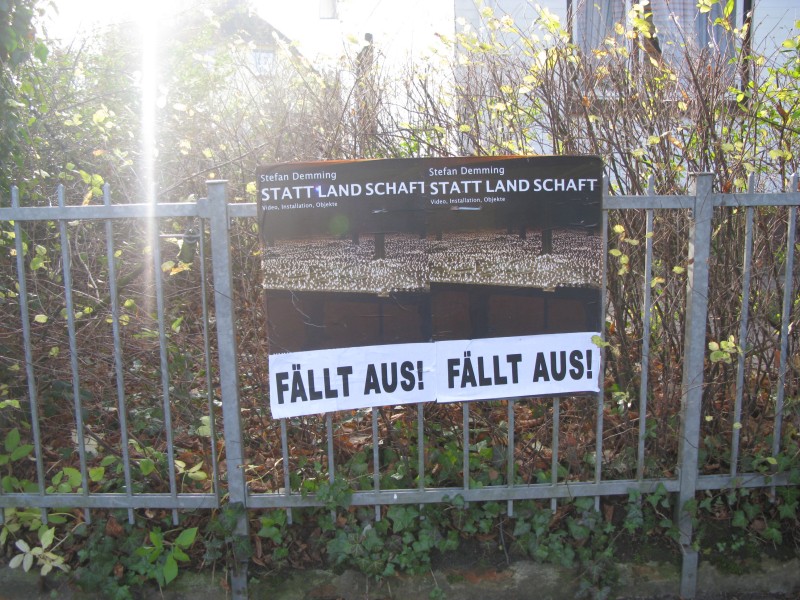 Stefan Demming
STATT LAND SCHAFT
Video, Installation, Objekte
FÄLLT AUS!
Stefan Demming
STATT LAND SCHAFT
Video, Installation, Objekte
FÄLLT AUS!